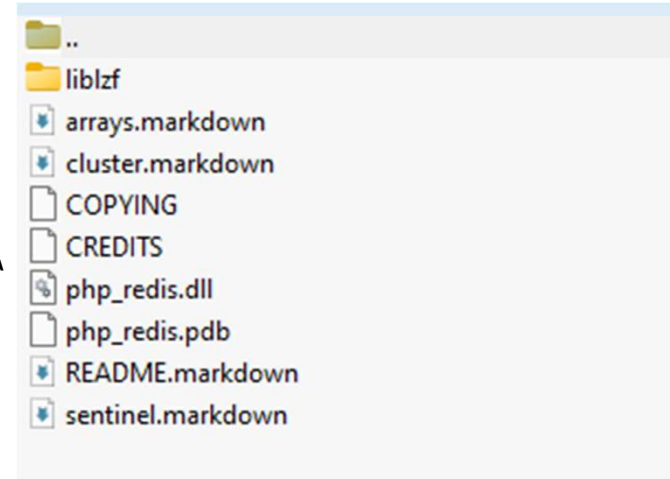 ..
liblzf
arrays.markdown
cluster.markdown
COPYING
CREDITS
php_redis.dll
php_redis.pdb
README.markdown
sentinel.markdown